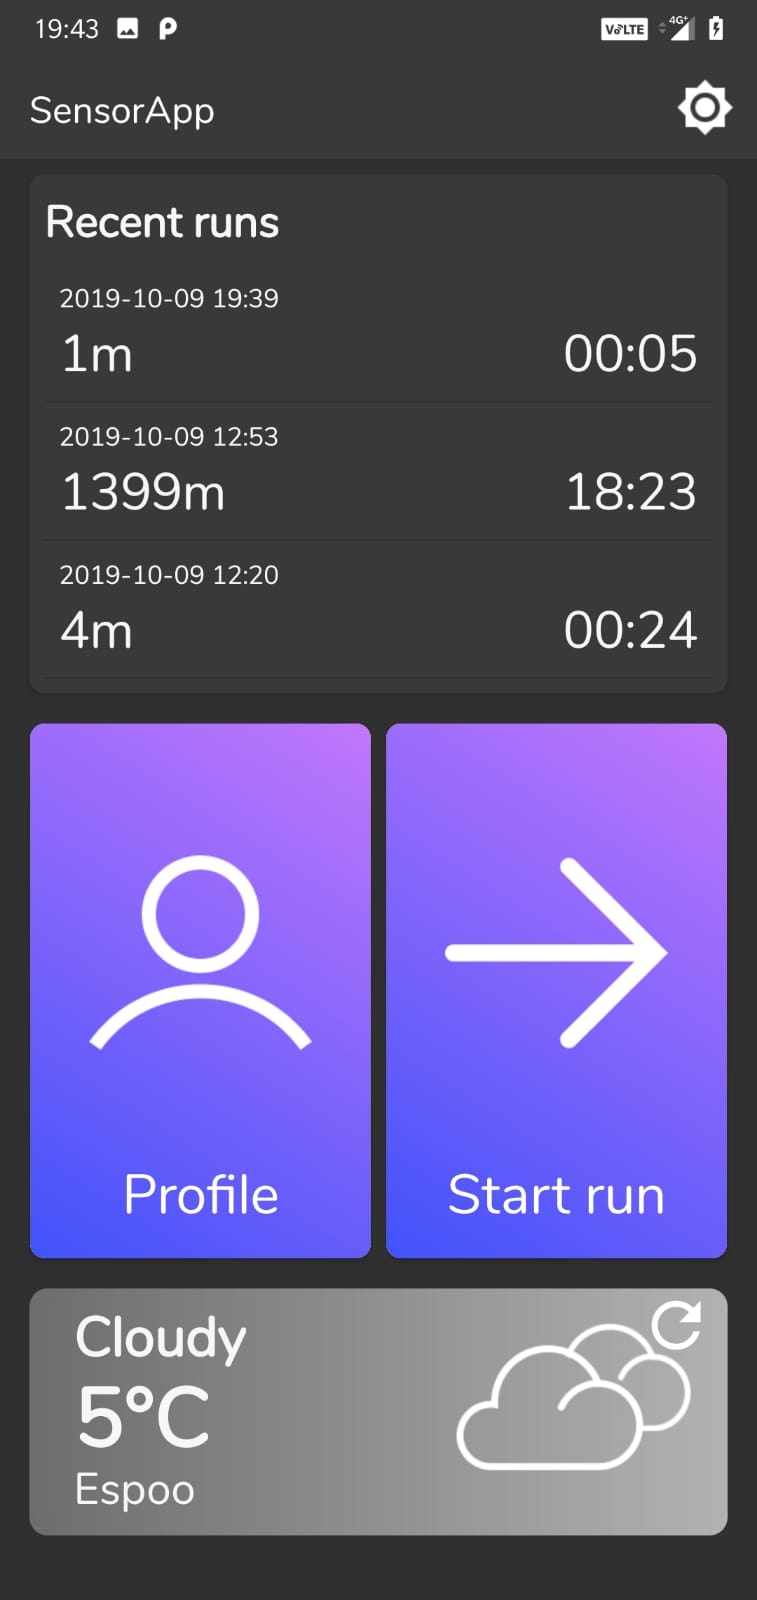 19:43
VoLTE 4G+
SensorApp
Recent runs
2019-10-09 19:39
1m 00:05
2019-10-09 12:53
1399m 18:23
2019-10-09 12:20
4m 00:24
Profile Start run
Cloudy
5°C
Espoo